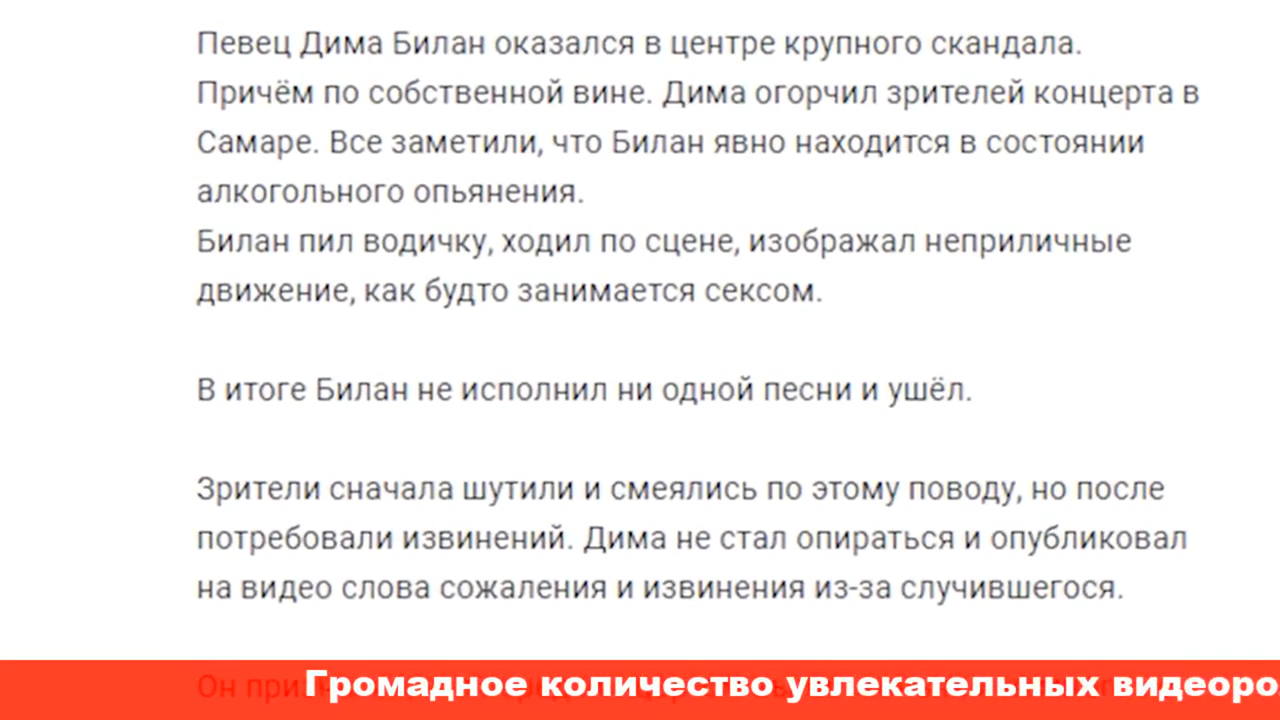 Певец Дима Билан оказался в центре крупного скандала.
Причём по собственной вине. Дима огорчил зрителей концерта в
Самаре. Все заметили, что Билан явно находится в состоянии
алкогольного опьянения.
Билан пил водичку, ходил по сцене, изображал неприличные
движение, как будто занимается сексом.
В итоге Билан не исполнил ни одной песни и ушёл.
Зрители сначала шутили и смеялись по этому поводу, но после
потребовали извинений. Дима не стал опираться и опубликовал
на видео слова сожаления и извинения из-за случившегося.
Он
Громадное количество увлекательных видеоро